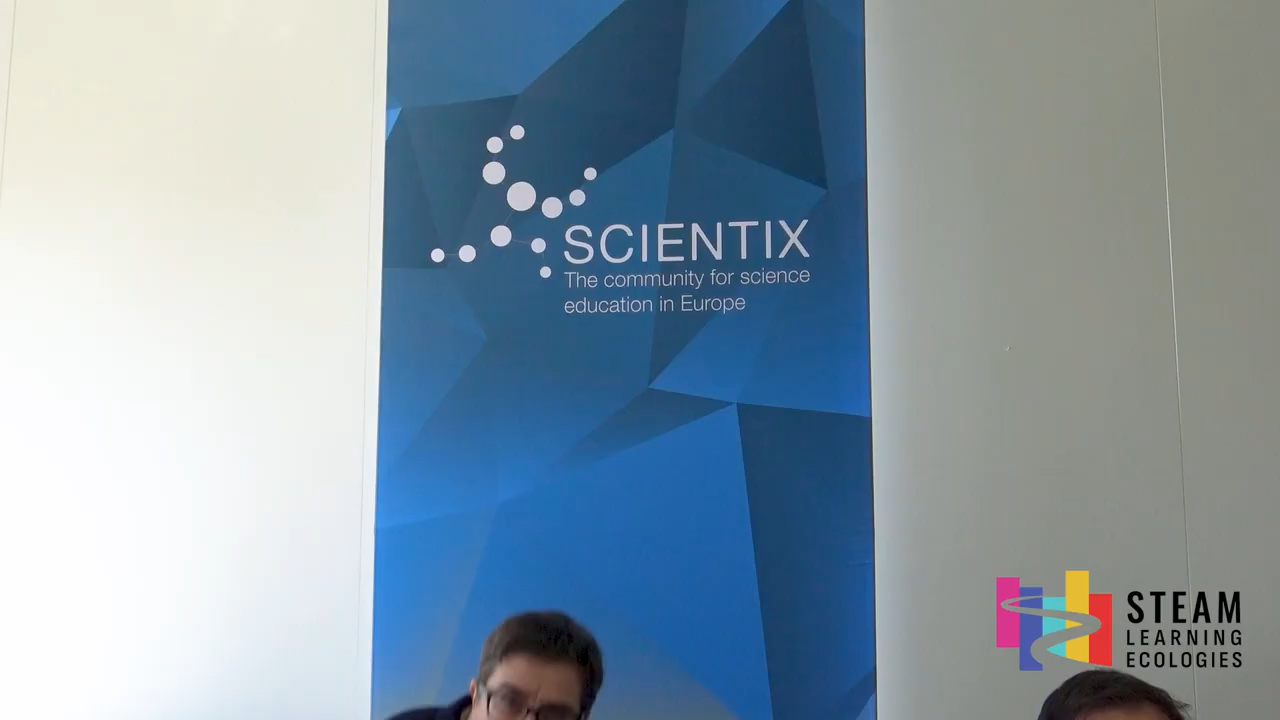 SCIENTIX
The community for science
education in Europe
STEAM
LEARNING
ECOLOGIES